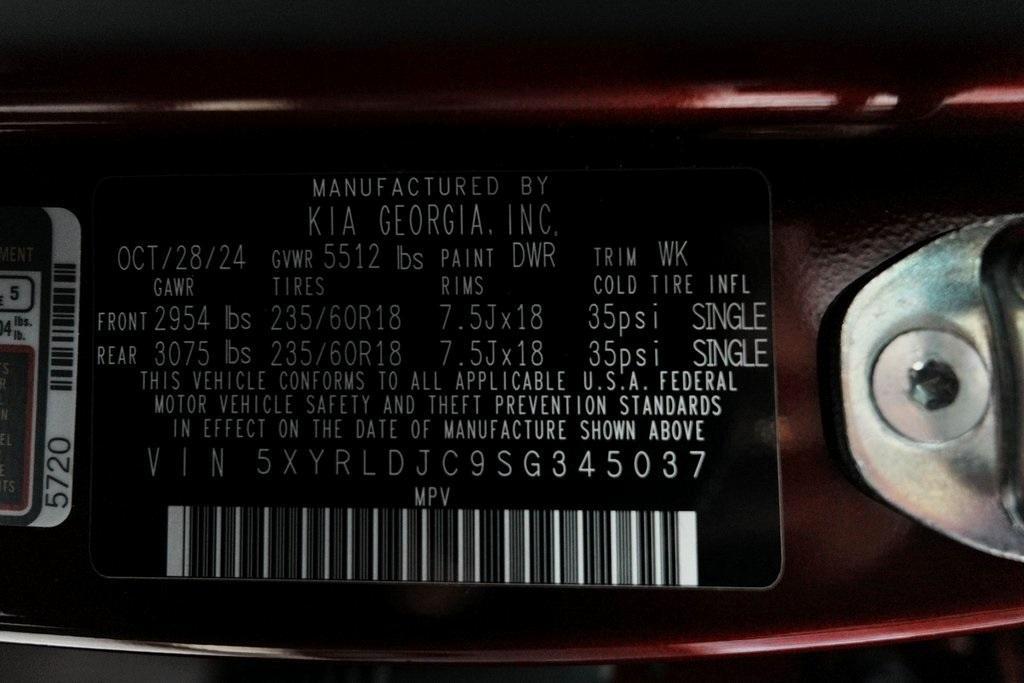 MANUFACTURED BY
KIA GEORGIA, INC.
OCT/28/24 GVWR 5512 lbs PAINT DWR TRIM WK
GAWR TIRES RIMS COLD TIRE INFL
FRONT 2954 lbs 235/60R18 7.5Jx18 35psi SINGLE
REAR 3075 lbs 235/60R18 7.5Jx18 35psi SINGLE
THIS VEHICLE CONFORMS TO ALL APPLICABLE U.S.A. FEDERAL
MOTOR VEHICLE SAFETY AND THEFT PREVENTION STANDARDS
IN EFFECT ON THE DATE OF MANUFACTURE SHOWN ABOVE
VIN 5XYRLDJC9SG345037
MPV
5
lbs.
lb.
5720